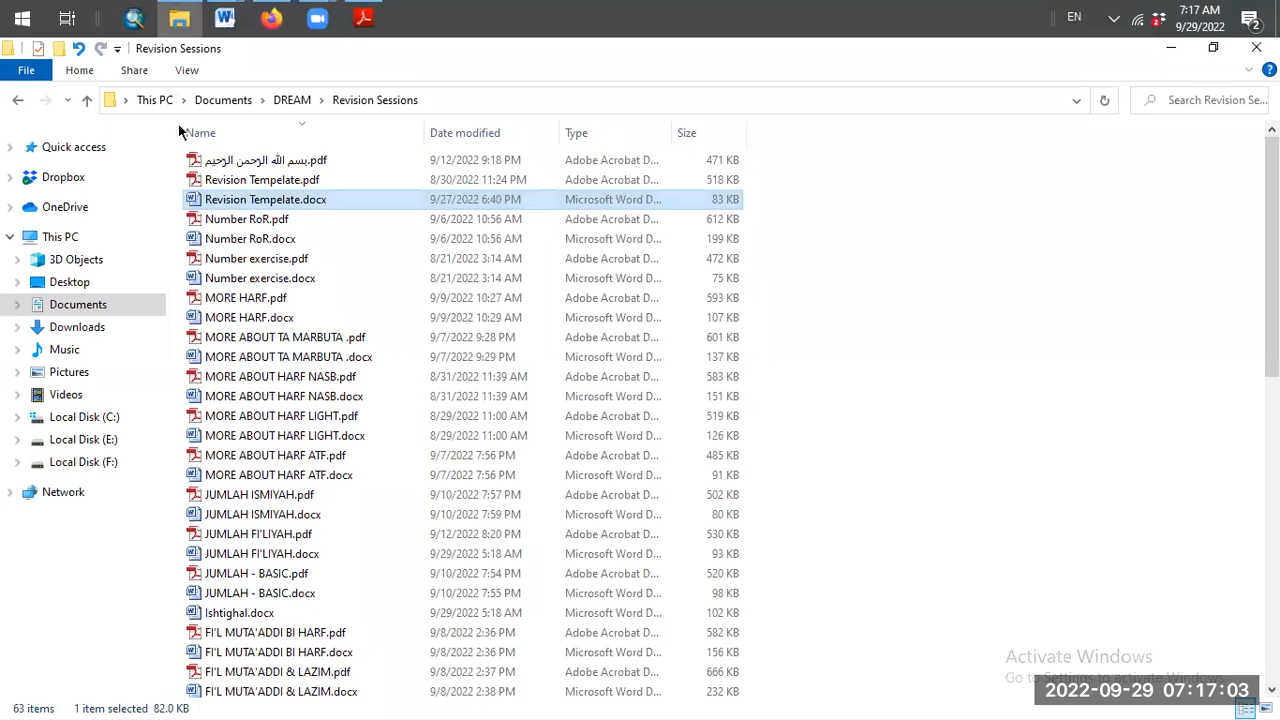 EN
7:17 AM
9/29/2022
2
Revision Sessions
File
Home
Share
View
This PC
Documents
DREAM
Revision Sessions
Search Revision Se...
Name
Date modified
Type
Size
Quick access
Dropbox
OneDrive
This PC
3D Objects
Desktop
Documents
Downloads
Music
Pictures
Videos
Local Disk (C:)
Local Disk (E:)
Local Disk (F:)
Network
بسم الله الرّحمن الرّحيم.pdf 9/12/2022 9:18 PM Adobe Acrobat D... 471 KB
Revision Tempelate.pdf 8/30/2022 11:24 PM Adobe Acrobat D... 518 KB
Revision Tempelate.docx 9/27/2022 6:40 PM Microsoft Word D... 83 KB
Number RoR.pdf 9/6/2022 10:56 AM Adobe Acrobat D... 612 KB
Number RoR.docx 9/6/2022 10:56 AM Microsoft Word D... 199 KB
Number exercise.pdf 8/21/2022 3:14 AM Adobe Acrobat D... 472 KB
Number exercise.docx 8/21/2022 3:14 AM Microsoft Word D... 75 KB
MORE HARF.pdf 9/9/2022 10:27 AM Adobe Acrobat D... 593 KB
MORE HARF.docx 9/9/2022 10:29 AM Microsoft Word D... 107 KB
MORE ABOUT TA MARBUTA .pdf 9/7/2022 9:28 PM Adobe Acrobat D... 601 KB
MORE ABOUT TA MARBUTA .docx 9/7/2022 9:29 PM Microsoft Word D... 137 KB
MORE ABOUT HARF NASB.pdf 8/31/2022 11:39 AM Adobe Acrobat D... 583 KB
MORE ABOUT HARF NASB.docx 8/31/2022 11:39 AM Microsoft Word D... 151 KB
MORE ABOUT HARF LIGHT.pdf 8/29/2022 11:00 AM Adobe Acrobat D... 519 KB
MORE ABOUT HARF LIGHT.docx 8/29/2022 11:00 AM Microsoft Word D... 126 KB
MORE ABOUT HARF ATF.pdf 9/7/2022 7:56 PM Adobe Acrobat D... 485 KB
MORE ABOUT HARF ATF.docx 9/7/2022 7:56 PM Microsoft Word D... 91 KB
JUMLAH ISMIYAH.pdf 9/10/2022 7:57 PM Adobe Acrobat D... 502 KB
JUMLAH ISMIYAH.docx 9/10/2022 7:59 PM Microsoft Word D... 80 KB
JUMLAH FI'LIYAH.pdf 9/12/2022 8:20 PM Adobe Acrobat D... 530 KB
JUMLAH FI'LIYAH.docx 9/29/2022 5:18 AM Microsoft Word D... 93 KB
JUMLAH - BASIC.pdf 9/10/2022 7:54 PM Adobe Acrobat D... 520 KB
JUMLAH - BASIC.docx 9/10/2022 7:55 PM Microsoft Word D... 98 KB
Ishtighal.docx 9/29/2022 5:18 AM Microsoft Word D... 102 KB
FI'L MUTA'ADDI BI HARF.pdf 9/8/2022 2:36 PM Adobe Acrobat D... 582 KB
FI'L MUTA'ADDI BI HARF.docx 9/8/2022 2:36 PM Microsoft Word D... 156 KB
FI'L MUTA'ADDI & LAZIM.pdf 9/8/2022 2:37 PM Adobe Acrobat D... 666 KB
FI'L MUTA'ADDI & LAZIM.docx 9/8/2022 2:38 PM Microsoft Word D... 232 KB
Activate Windows
Go to Settings to activate Windows.
2022-09-29 07:17:03
63 items
1 item selected 82.0 KB